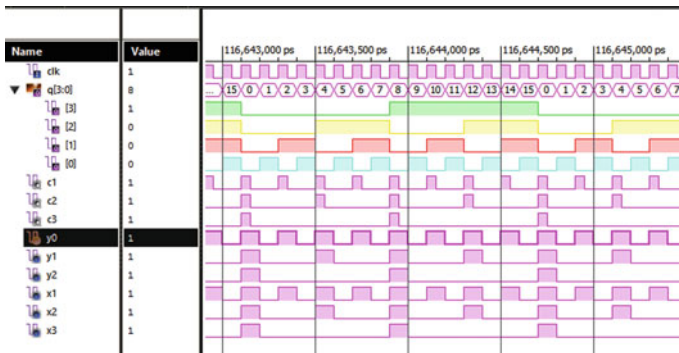 116,643,000 ps 116,643,500 ps 116,644,000 ps 116,644,500 ps 116,645,000 ps
Name Value
clk 1
q[3:0] 8 ... 15 0 1 2 3 4 5 6 7 8 9 10 11 12 13 14 15 0 1 2 3 4 5 6 7
[3] 1
[2] 0
[1] 0
[0] 0
c1 1
c2 1
c3 1
y0 1
y1 1
y2 1
x1 1
x2 1
x3 1